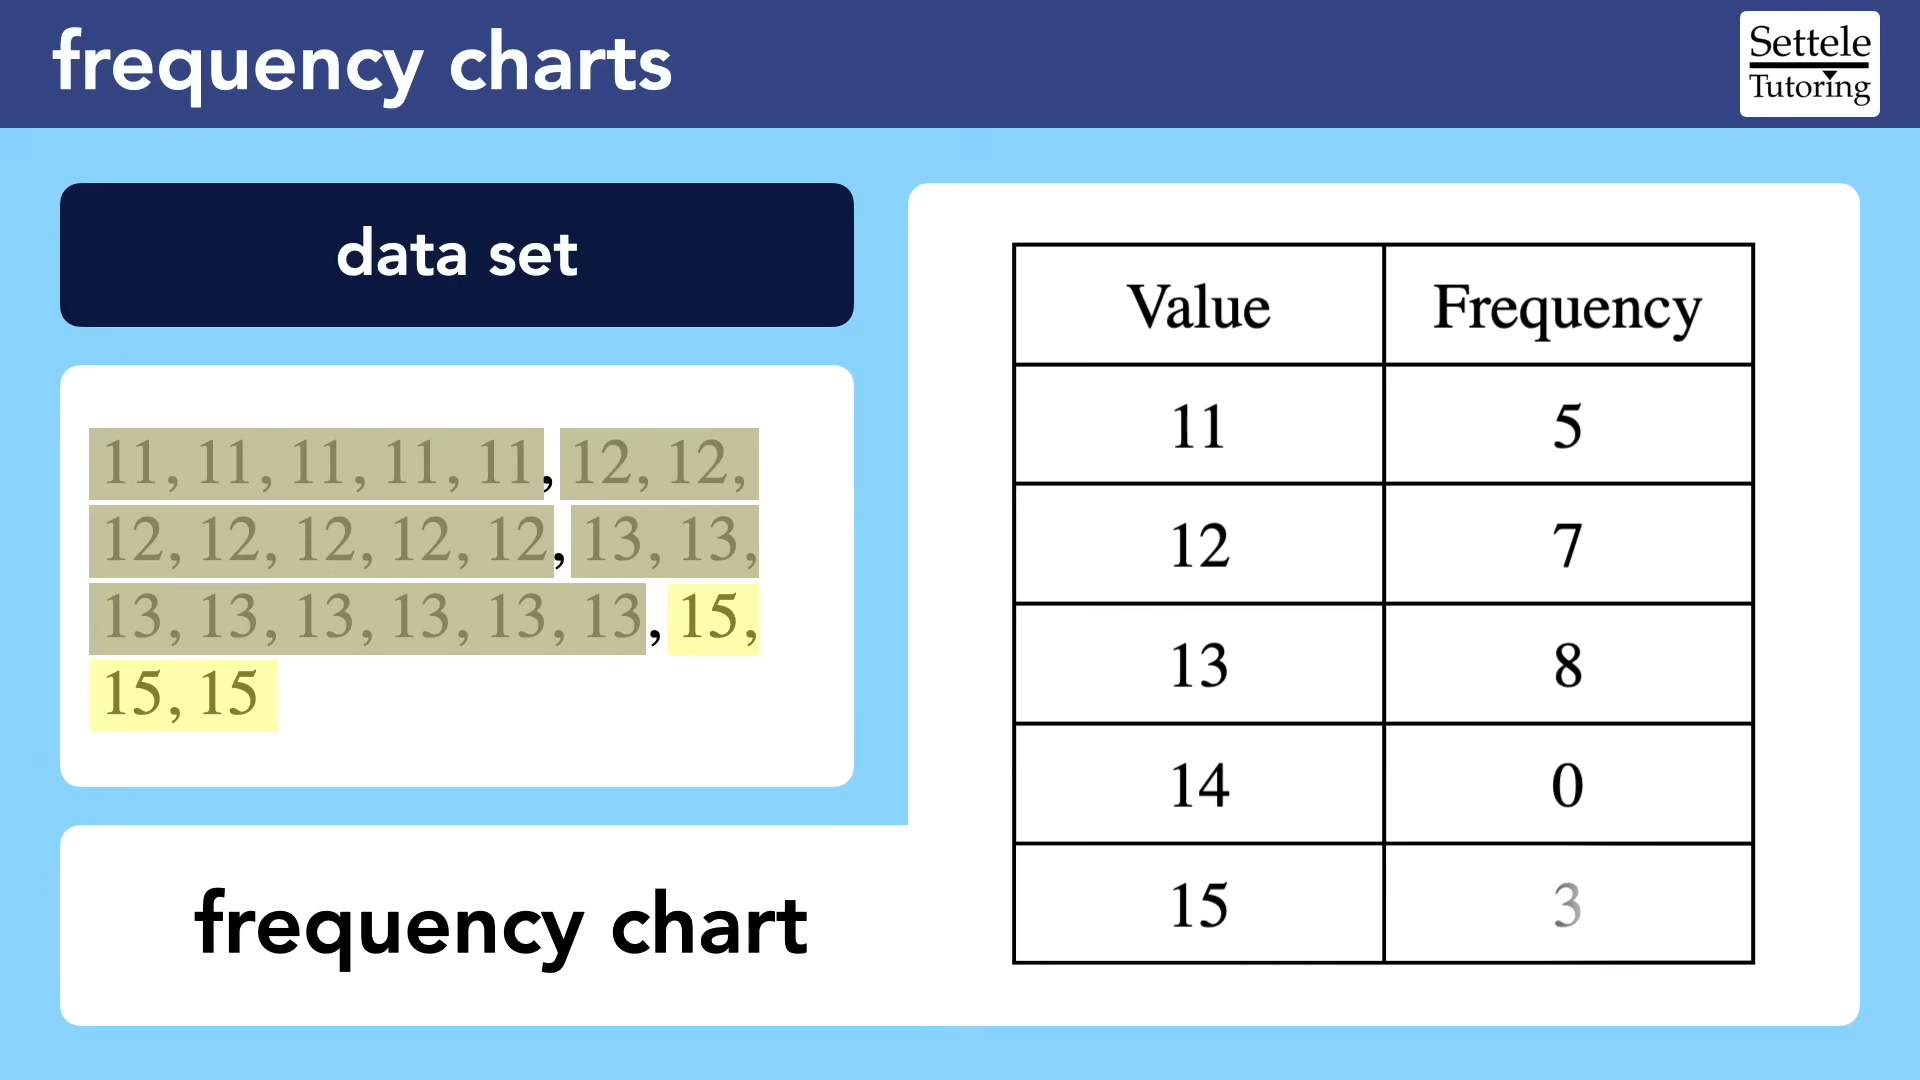 frequency charts
Settele
Tutoring
data set
11, 11, 11, 11, 11, 12, 12,
12, 12, 12, 12, 12, 13, 13,
13, 13, 13, 13, 13, 13, 15,
15, 15
frequency chart
Value Frequency
11 5
12 7
13 8
14 0
15 3